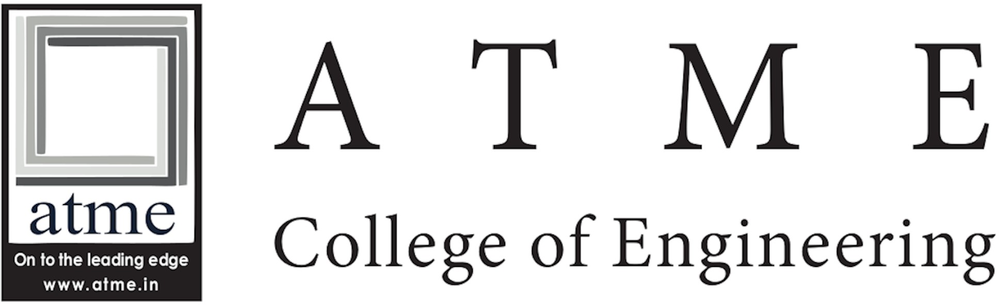 atme
On to the leading edge
www.atme.in
A T M E
College of Engineering